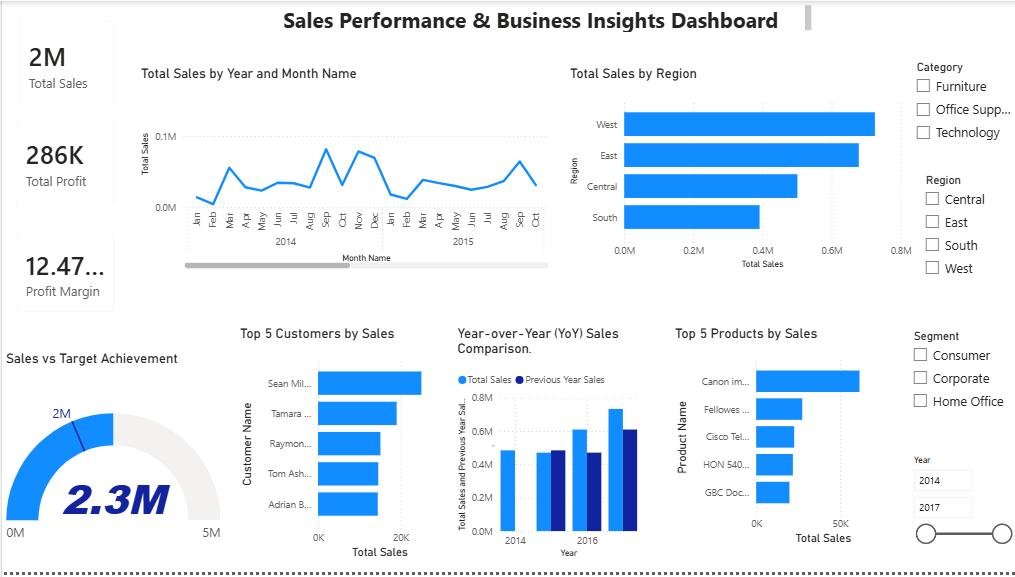 Sales Performance & Business Insights Dashboard
2M
Total Sales
286K
Total Profit
12.47...
Profit Margin
Total Sales by Year and Month Name
Total Sales
0.1M
0.0M
Jan Feb Mar Apr May Jun Jul Aug Sep Oct Nov Dec Jan Feb Mar Apr May Jun Jul Aug Sep Oct
2014 2015
Month Name
Total Sales by Region
Region
West
East
Central
South
0.0M 0.2M 0.4M 0.6M 0.8M
Total Sales
Category
Furniture
Office Supp...
Technology
Region
Central
East
South
West
Sales vs Target Achievement
2M
2.3M
0M 5M
Top 5 Customers by Sales
Customer Name
Sean Mil...
Tamara ...
Raymon...
Tom Ash...
Adrian B...
0K 20K
Total Sales
Year-over-Year (YoY) Sales
Comparison.
Total Sales Previous Year Sales
Total Sales and Previous Year Sal...
0.8M
0.6M
0.4M
0.2M
0.0M
2014 2016
Year
Top 5 Products by Sales
Product Name
Canon im...
Fellowes ...
Cisco Tel...
HON 540...
GBC Doc...
0K 50K
Total Sales
Segment
Consumer
Corporate
Home Office
Year
2014
2017